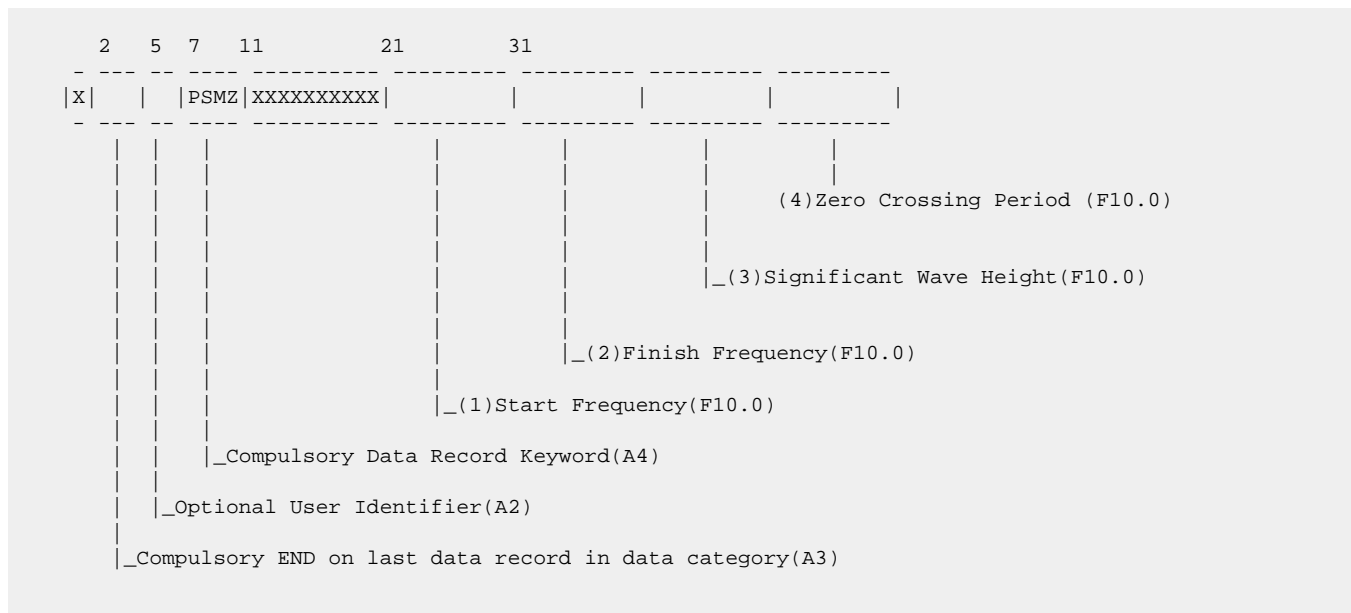 2 5 7 11 21 31
- --- -- ---- ---------- --------- --------- --------- ---------
|X| | |PSMZ|XXXXXXXXXX| | | | |
- --- -- ---- ---------- --------- --------- --------- ---------
(4)Zero Crossing Period (F10.0)
|_(3)Significant Wave Height(F10.0)
|_(2)Finish Frequency(F10.0)
|_(1)Start Frequency(F10.0)
|_Compulsory Data Record Keyword(A4)
|_Optional User Identifier(A2)
|_Compulsory END on last data record in data category(A3)